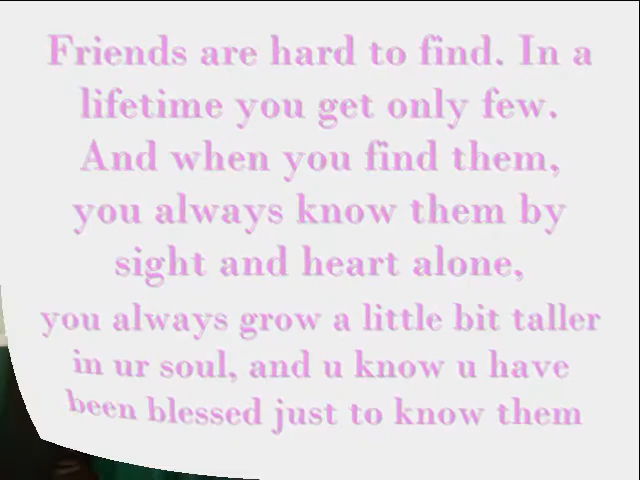 Friends are hard to find. In a
lifetime you get only few.
And when you find them,
you always know them by
sight and heart alone,
you always grow a little bit taller
in ur soul, and u know u have
been blessed just to know them